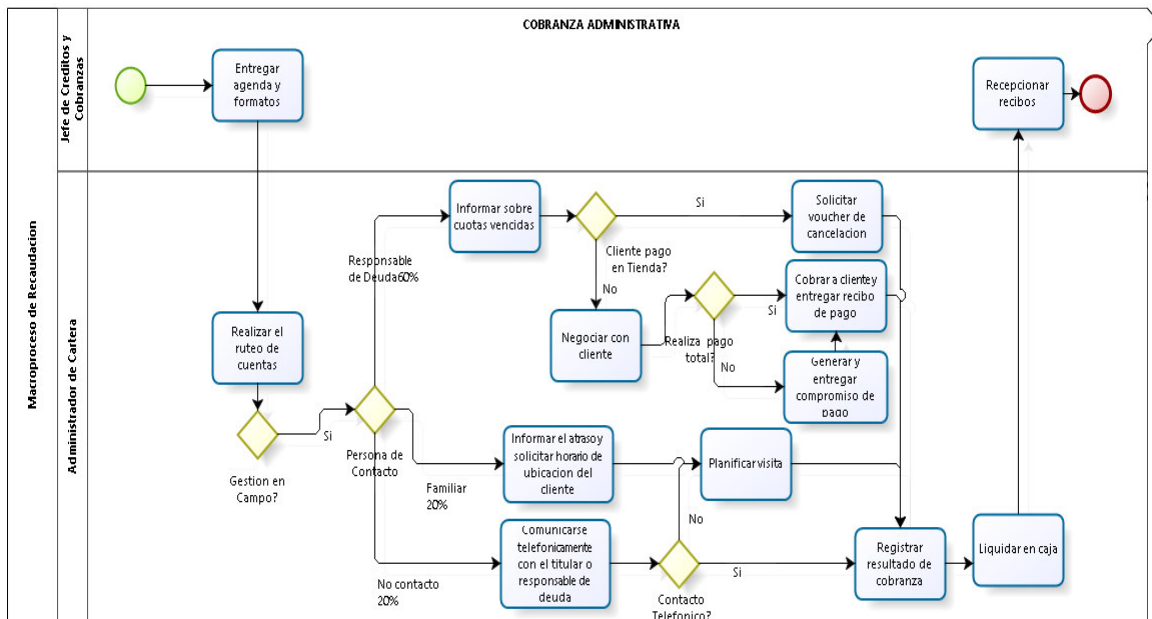 COBRANZA ADMINISTRATIVA
Macroproceso de Recaudacion
Jefe de Creditos y
Cobranzas
Entregar
agenda y
formatos
Recepcionar
recibos
Administrador de Cartera
Informar sobre
cuotas vencidas
Si
Solicitar
voucher de
cancelacion
Responsable
de Deuda60%
Cliente pago
en Tienda?
No
Cobrar a cliente y
entregar recibo
de pago
Si
Realizar el
ruteo de
cuentas
Negociar con
cliente
Realiza pago
total?
No
Generar y
entregar
compromiso de
pago
Si
Gestion en
Campo?
Persona de
Contacto
Informar el atraso y
solicitar horario de
ubicacion del
cliente
Planificar visita
Familiar
20%
No
Comunicarse
telefonicamente
con el titular o
responsable de
deuda
No contacto
20%
Contacto
Telefonico?
Si
Registrar
resultado de
cobranza
Liquidar en caja